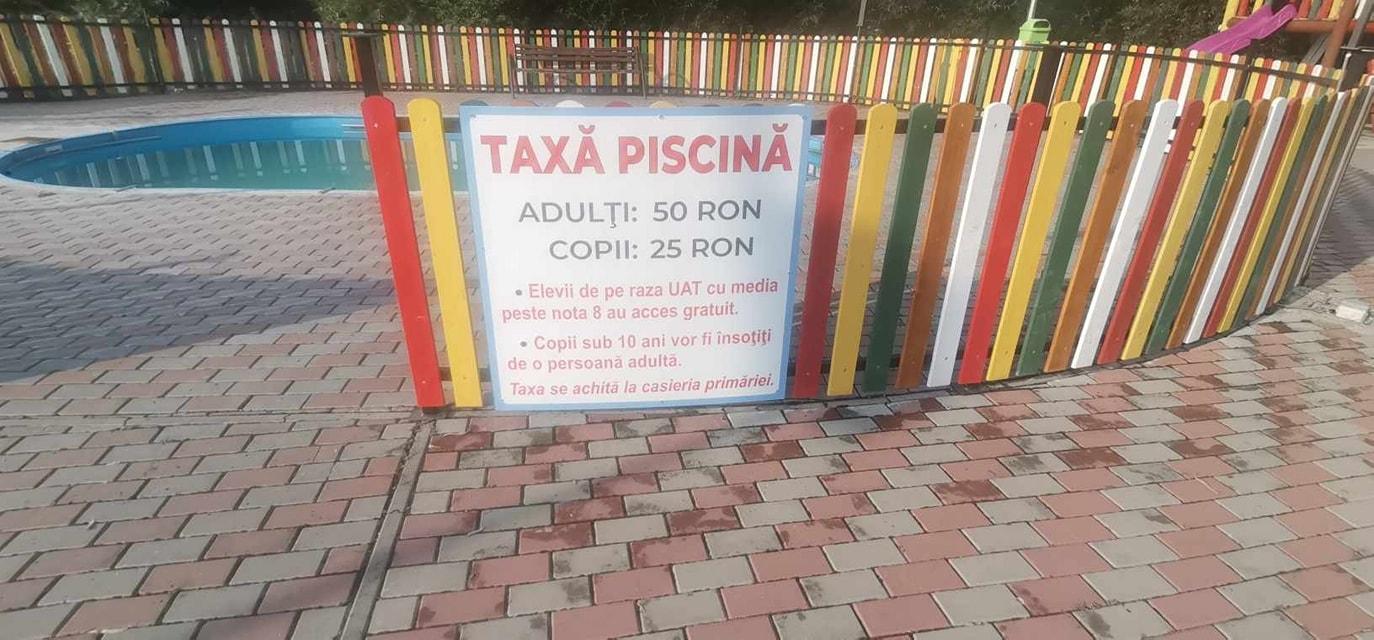 TAXĂ PISCINĂ
ADULŢI: 50 RON
COPII: 25 RON
• Elevii de pe raza UAT cu media
peste nota 8 au acces gratuit.
• Copii sub 10 ani vor fi însoţiţi
de o persoană adultă.
Taxa se achită la casieria primăriei.